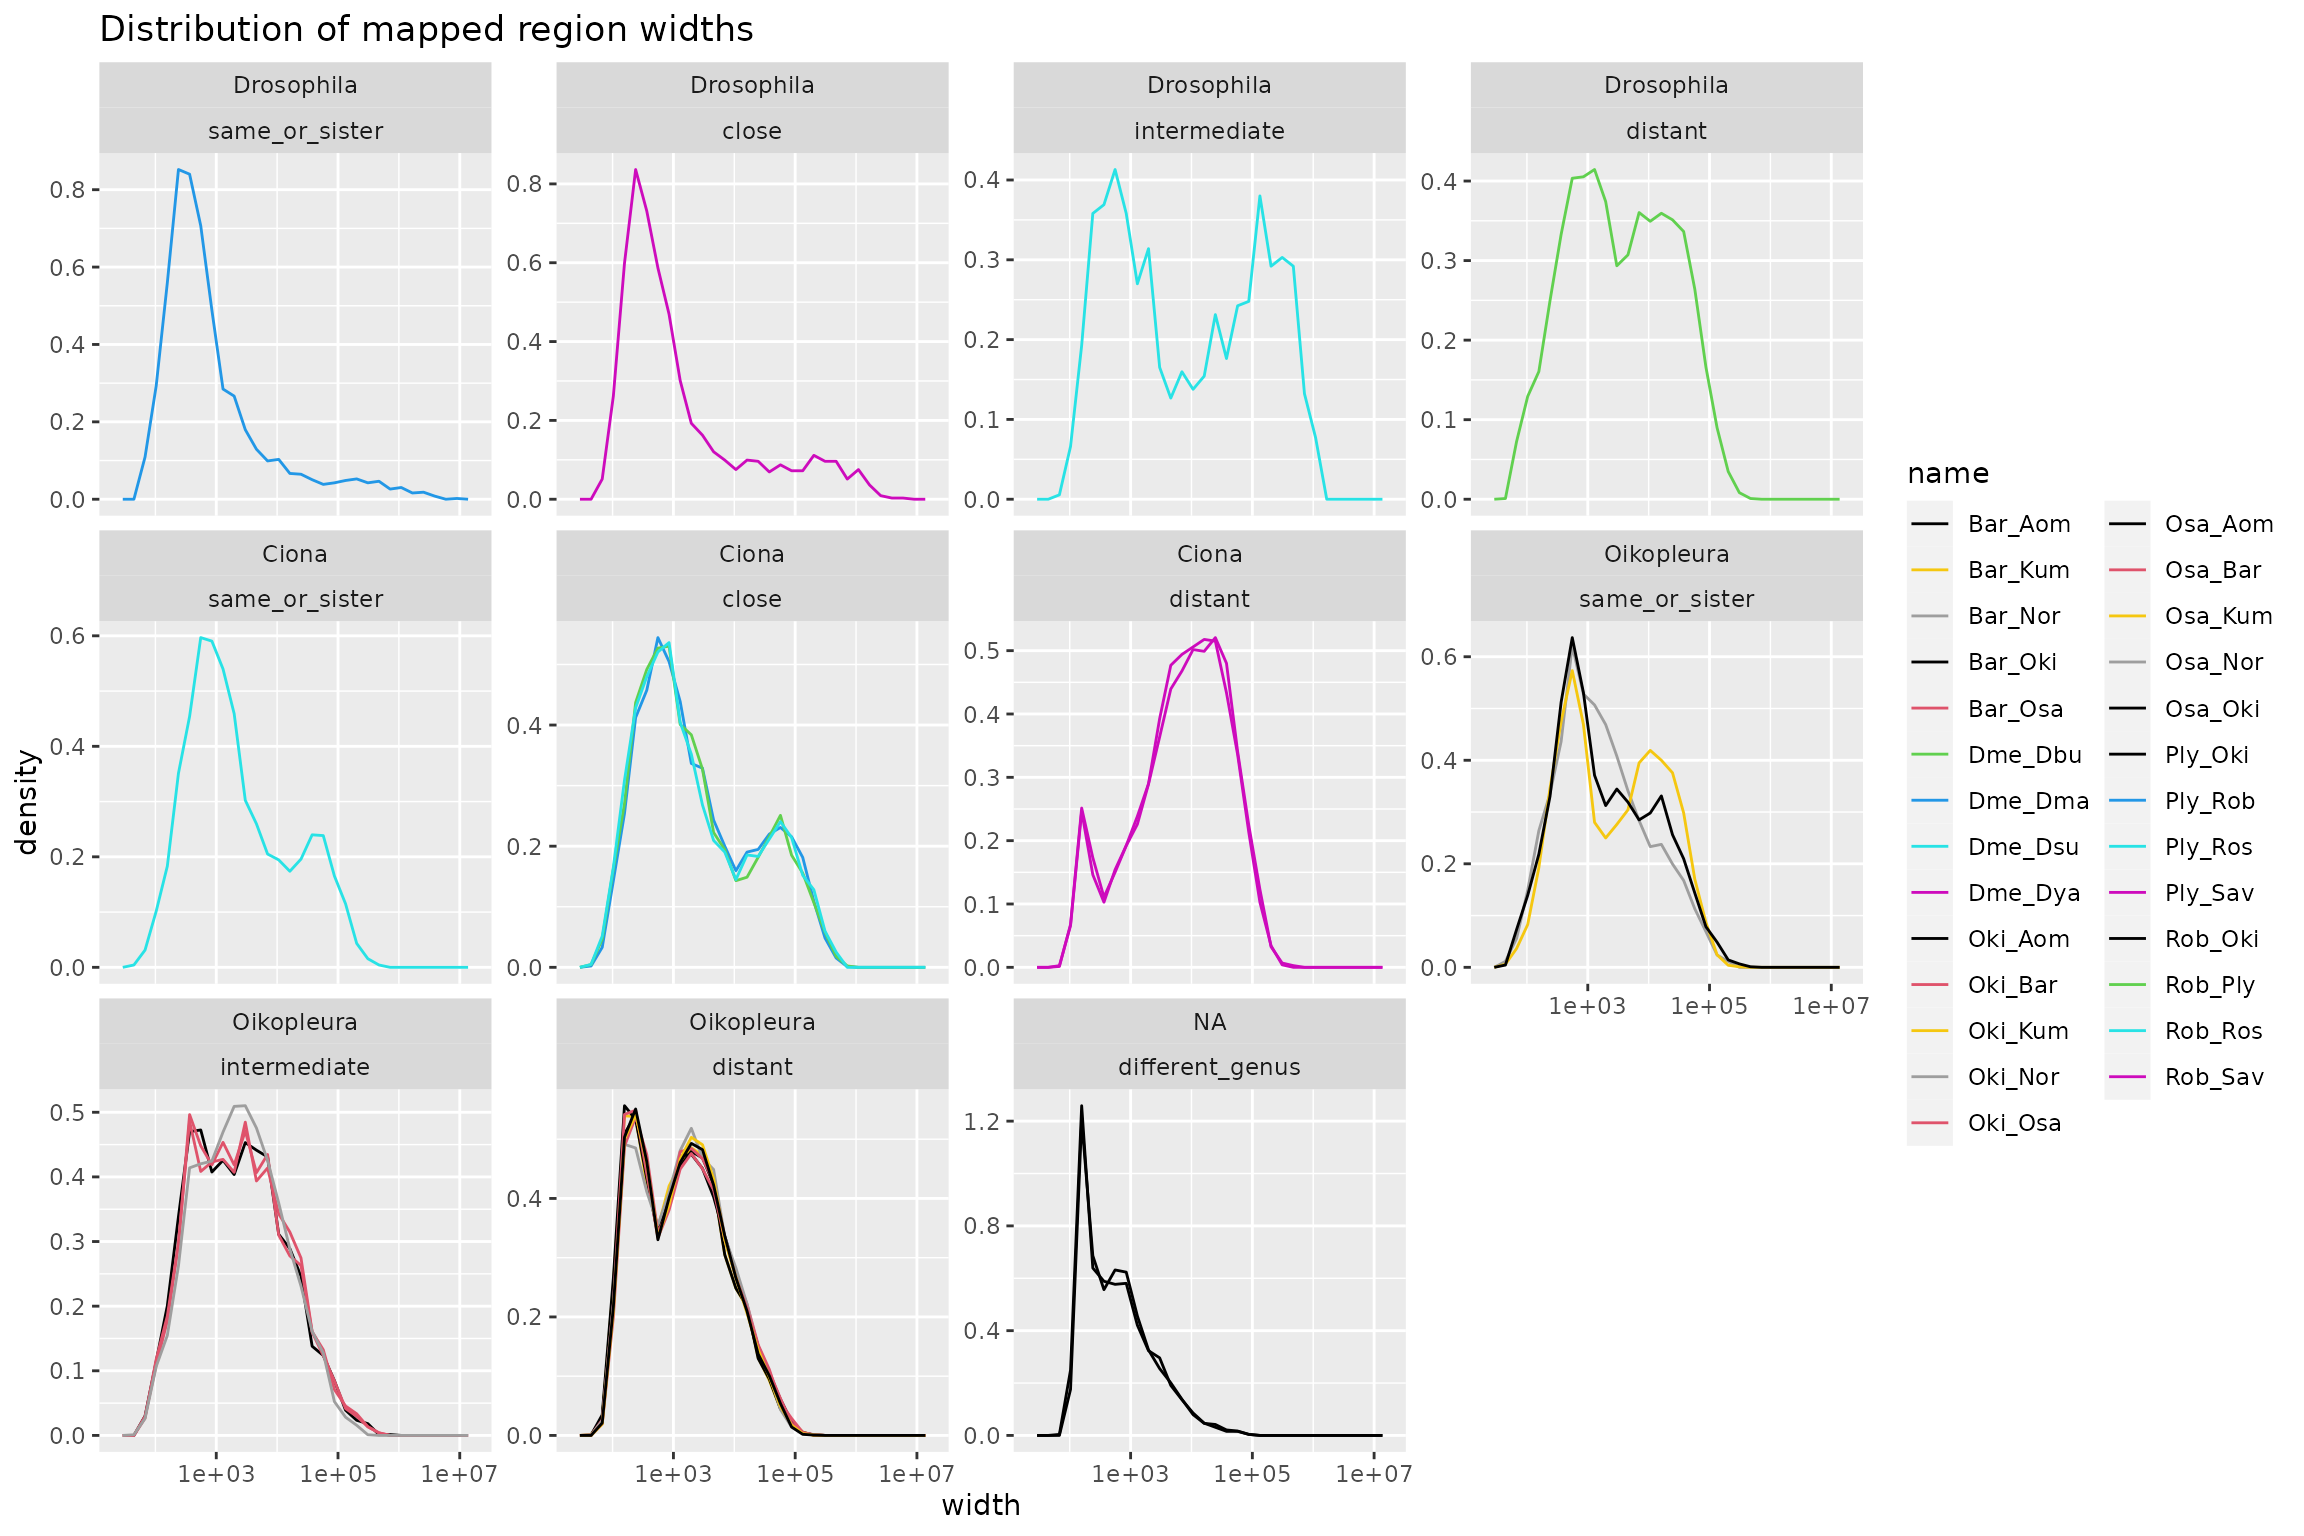 Distribution of mapped region widths
Drosophila
same_or_sister
Drosophila
close
Drosophila
intermediate
Drosophila
distant
0.8
0.6
0.4
0.2
0.0
0.8
0.6
0.4
0.2
0.0
0.4
0.3
0.2
0.1
0.0
0.4
0.3
0.2
0.1
0.0
Ciona
same_or_sister
Ciona
close
Ciona
distant
Oikopleura
same_or_sister
0.6
0.4
0.2
0.0
0.4
0.2
0.0
0.5
0.4
0.3
0.2
0.1
0.0
0.6
0.4
0.2
0.0
1e+03 1e+05 1e+07
Oikopleura
intermediate
Oikopleura
distant
NA
different_genus
0.5
0.4
0.3
0.2
0.1
0.0
0.4
0.2
0.0
1.2
0.8
0.4
0.0
1e+03 1e+05 1e+07
1e+03 1e+05 1e+07
1e+03 1e+05 1e+07
width
density
name
Bar_Aom
Bar_Kum
Bar_Nor
Bar_Oki
Bar_Osa
Dme_Dbu
Dme_Dma
Dme_Dsu
Dme_Dya
Oki_Aom
Oki_Bar
Oki_Kum
Oki_Nor
Oki_Osa
Osa_Aom
Osa_Bar
Osa_Kum
Osa_Nor
Osa_Oki
Ply_Oki
Ply_Rob
Ply_Ros
Ply_Sav
Rob_Oki
Rob_Ply
Rob_Ros
Rob_Sav